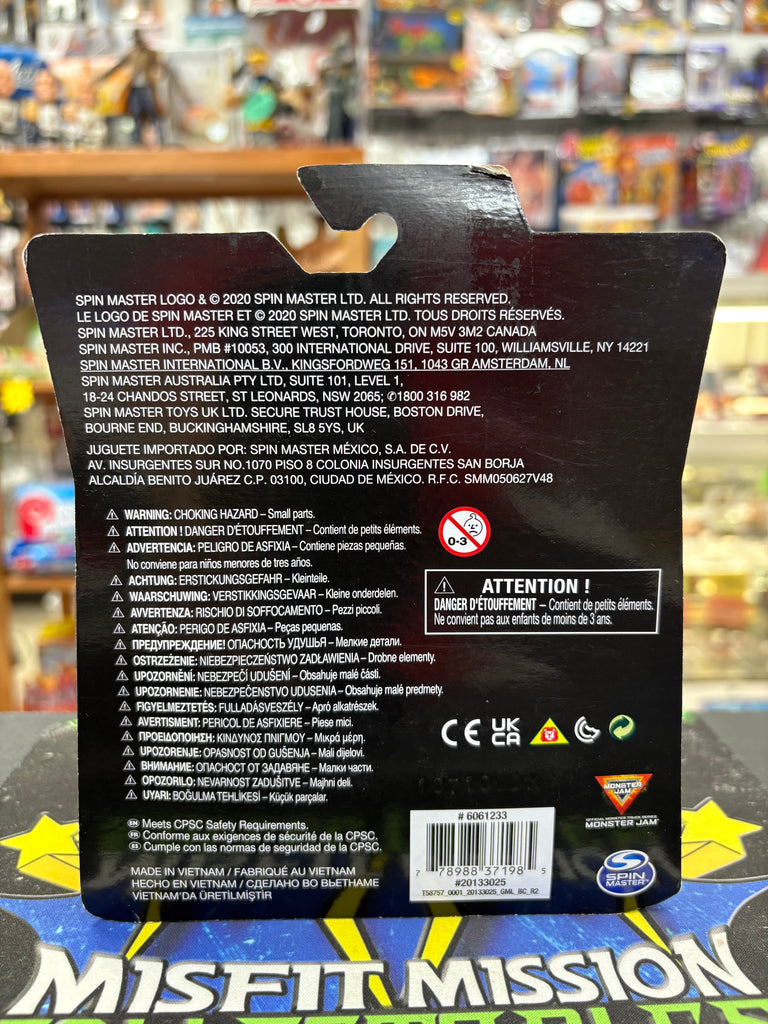 SPIN MASTER LOGO & © 2020 SPIN MASTER LTD. ALL RIGHTS RESERVED.
LE LOGO DE SPIN MASTER ET © 2020 SPIN MASTER LTD. TOUS DROITS RÉSERVÉS.
SPIN MASTER LTD., 225 KING STREET WEST, TORONTO, ON M5V 3M2 CANADA
SPIN MASTER INC., PMB #10053, 300 INTERNATIONAL DRIVE, SUITE 100, WILLIAMSVILLE, NY 14221
SPIN MASTER INTERNATIONAL B.V., KINGSFORDWEG 151, 1043 GR AMSTERDAM, NL
SPIN MASTER AUSTRALIA PTY LTD, SUITE 101, LEVEL 1,
18-24 CHANDOS STREET, ST LEONARDS, NSW 2065; ✆1800 316 982
SPIN MASTER TOYS UK LTD. SECURE TRUST HOUSE, BOSTON DRIVE,
BOURNE END, BUCKINGHAMSHIRE, SL8 5YS, UK
JUGUETE IMPORTADO POR: SPIN MASTER MÉXICO, S.A. DE C.V.
AV. INSURGENTES SUR NO.1070 PISO 8 COLONIA INSURGENTES SAN BORJA
ALCALDÍA BENITO JUÁREZ C.P. 03100, CIUDAD DE MÉXICO. R.F.C. SMM050627V48
⚠ WARNING: CHOKING HAZARD – Small parts.
⚠ ATTENTION ! DANGER D'ÉTOUFFEMENT – Contient de petits éléments.
⚠ ADVERTENCIA: PELIGRO DE ASFIXIA – Contiene piezas pequeñas.
No conviene para niños menores de tres años.
⚠ ACHTUNG: ERSTICKUNGSGEFAHR – Kleinteile.
⚠ WAARSCHUWING: VERSTIKKINGSGEVAAR – Kleine onderdelen.
⚠ AVVERTENZA: RISCHIO DI SOFFOCAMENTO – Pezzi piccoli.
⚠ ATENÇÃO: PERIGO DE ASFIXIA – Peças pequenas.
⚠ ПРЕДУПРЕЖДЕНИЕ! ОПАСНОСТЬ УДУШЬЯ – Мелкие детали.
⚠ OSTRZEŻENIE: NIEBEZPIECZEŃSTWO ZADŁAWIENIA – Drobne elementy.
⚠ UPOZORNĚNÍ: NEBEZPEČÍ UDUŠENÍ – Obsahuje malé části.
⚠ UPOZORNENIE: NEBEZPEČENSTVO UDUSENIA – Obsahuje malé predmety.
⚠ FIGYELMEZTETÉS: FULLADÁSVESZÉLY – Apró alkatrészek.
⚠ AVERTISMENT: PERICOL DE ASFIXIERE – Piese mici.
⚠ ΠΡΟΕΙΔΟΠΟΙΗΣΗ: ΚΙΝΔΥΝΟΣ ΠΝΙΓΜΟΥ – Μικρά μέρη.
⚠ UPOZORENJE: OPASNOST OD GUŠENJA – Mali dijelovi.
⚠ ВНИМАНИЕ: ОПАСНОСТ ОТ ЗАДАВЯНЕ – Малки части.
⚠ OPOZORILO: NEVARNOST ZADUŠITVE – Majhni deli.
⚠ UYARI: BOĞULMA TEHLİKESİ – Küçük parçalar.
0-3
⚠ ATTENTION !
DANGER D'ÉTOUFFEMENT – Contient de petits éléments.
Ne convient pas aux enfants de moins de 3 ans.
CE UK
CA
MONSTER
JAM
OFFICIAL MONSTER TRUCK SERIES
MONSTER JAM
EN Meets CPSC Safety Requirements.
FR Conforme aux exigences de sécurité de la CPSC.
ES Cumple con las normas de seguridad de la CPSC.
MADE IN VIETNAM / FABRIQUÉ AU VIETNAM
HECHO EN VIETNAM / СДЕЛАНО ВО ВЬЕТНАМЕ
VİETNAM'DA ÜRETİLMİŞTİR
# 6061233
7 78988 37198 5
#20133025
T58757_0001_20133025_GML_BC_R2
SPIN
MASTER
MISFIT MISSION